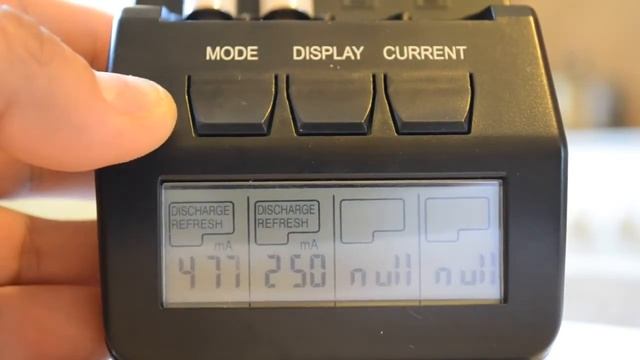 MODE DISPLAY CURRENT
DISCHARGE DISCHARGE
REFRESH REFRESH
mA mA
477 250 null null